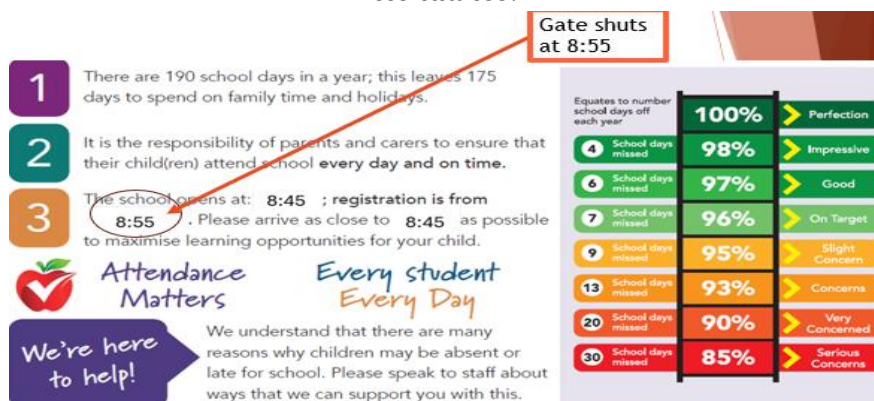 Gate shuts
at 8:55
1
There are 190 school days in a year; this leaves 175
days to spend on family time and holidays.
2
It is the responsibility of parents and carers to ensure that
their child(ren) attend school every day and on time.
3
The school opens at: 8:45 ; registration is from
8:55 . Please arrive as close to 8:45 as possible
to maximise learning opportunities for your child.
Attendance
Matters
Every student
Every Day
We're here
to help!
We understand that there are many
reasons why children may be absent or
late for school. Please speak to staff about
ways that we can support you with this.
Equates to number
school days off
each year
100% Perfection
4 School days
missed 98% Impressive
6 School days
missed 97% Good
7 School days
missed 96% On Target
9 School days
missed 95% Slight
Concern
13 School days
missed 93% Concerns
20 School days
missed 90% Very
Concerned
30 School days
missed 85% Serious
Concerns